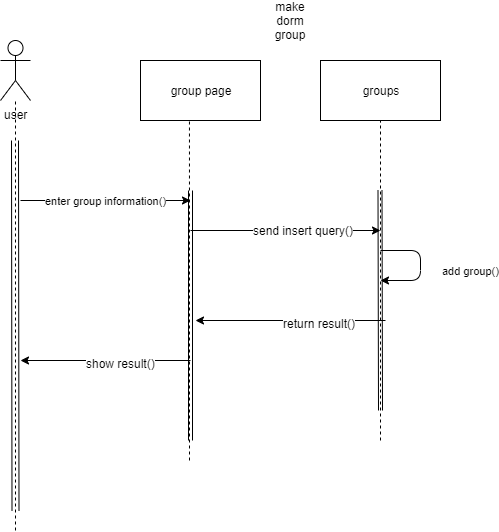 make
dorm
group
group page
groups
user
enter group information()
send insert query()
add group()
return result()
show result()